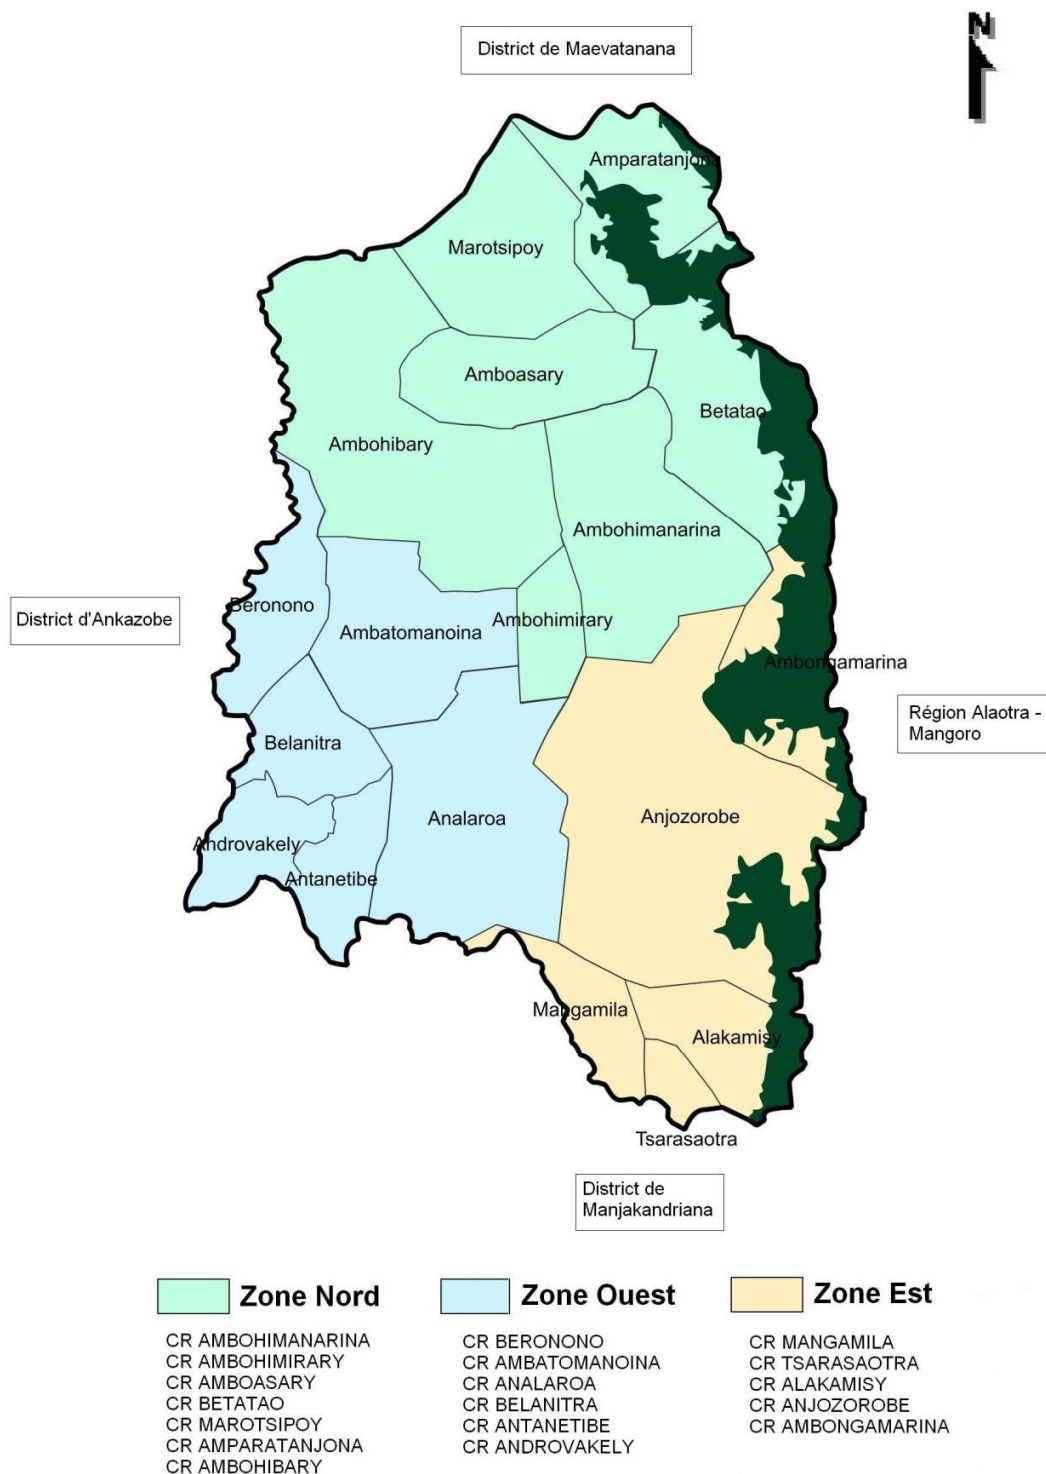 N
District de Maevatanana
Amparatanjona
Marotsipoy
Amboasary
Betatao
Ambohibary
Ambohimanarina
District d'Ankazobe
Beronono
Ambatomanoina
Ambohimirary
Ambongamarina
Région Alaotra -
Mangoro
Belanitra
Analaroa
Anjozorobe
Androvakely
Antanetibe
Mangamila
Alakamisy
Tsarasaotra
District de
Manjakandriana
Zone Nord
CR AMBOHIMANARINA
CR AMBOHIMIRARY
CR AMBOASARY
CR BETATAO
CR MAROTSIPOY
CR AMPARATANJONA
CR AMBOHIBARY
Zone Ouest
CR BERONONO
CR AMBATOMANOINA
CR ANALAROA
CR BELANITRA
CR ANTANETIBE
CR ANDROVAKELY
Zone Est
CR MANGAMILA
CR TSARASAOTRA
CR ALAKAMISY
CR ANJOZOROBE
CR AMBONGAMARINA